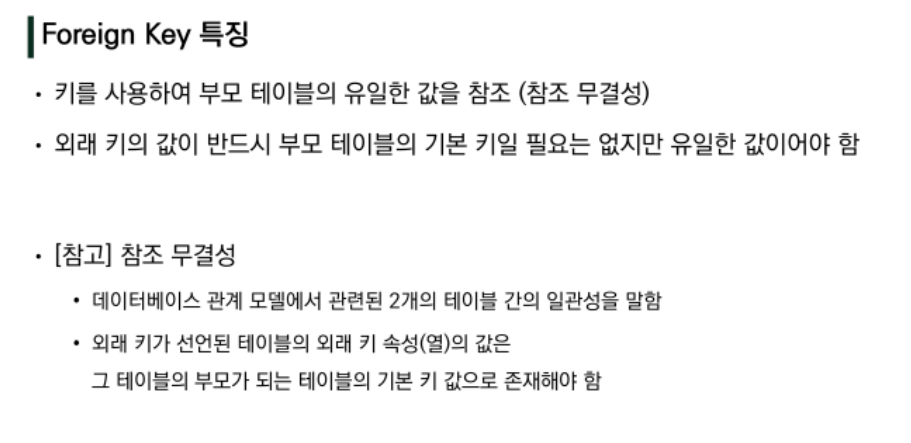 Foreign Key 특징
• 키를 사용하여 부모 테이블의 유일한 값을 참조 (참조 무결성)
• 외래 키의 값이 반드시 부모 테이블의 기본 키일 필요는 없지만 유일한 값이어야 함
• [참고] 참조 무결성
• 데이터베이스 관계 모델에서 관련된 2개의 테이블 간의 일관성을 말함
• 외래 키가 선언된 테이블의 외래 키 속성(열)의 값은
그 테이블의 부모가 되는 테이블의 기본 키 값으로 존재해야 함